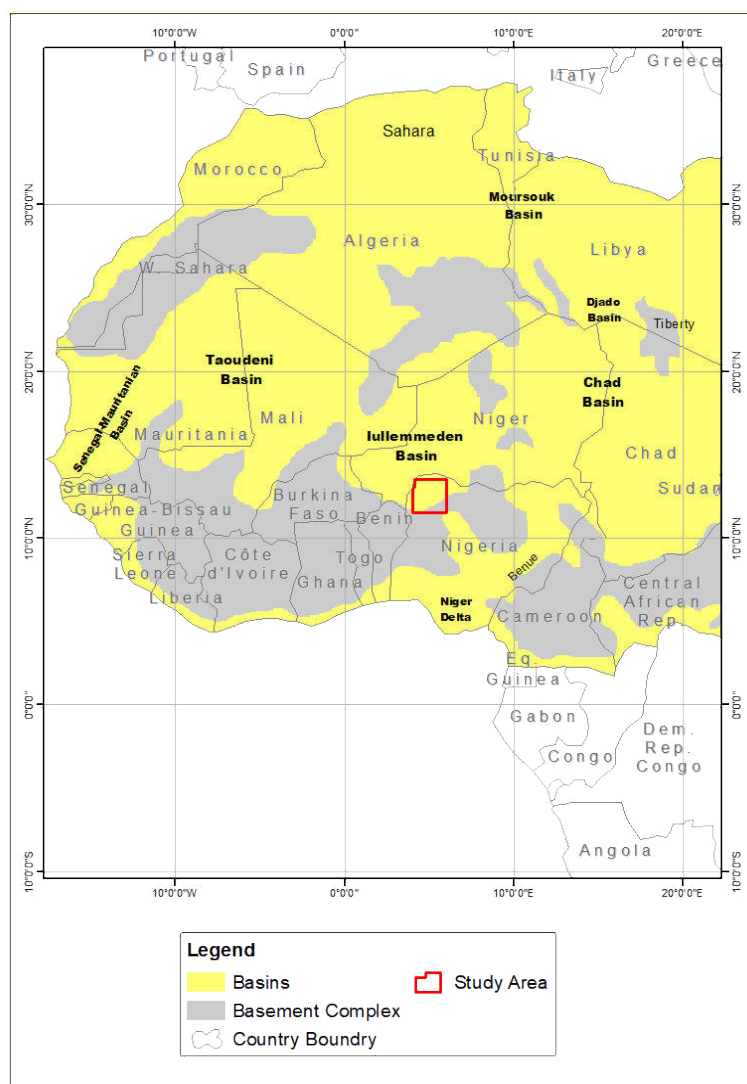 10°0'0"W
0°0'0"
10°0'0"E
20°0'0"E
Portugal
Spain
Italy
Greece
Sahara
Tunisia
Morocco
Moursouk
Basin
30°0'0"N
30°0'0"N
Algeria
Libya
W. Sahara
Djado
Basin
Tiberty
20°0'0"N
20°0'0"N
Taoudeni
Basin
Chad
Basin
Senegal-Mauritanian
Basin
Mali
Niger
Mauritania
Iullemmeden
Basin
Chad
Senegal
Sudan
Burkina
Faso
Guinea-Bissau
Guinea
Benin
10°0'0"N
10°0'0"N
Nigeria
Sierra
Leone
Côte
d'Ivoire
Togo
Ghana
Benue
Central
African
Rep.
Liberia
Niger
Delta
Cameroon
Eq.
Guinea
0°0'0"
0°0'0"
Gabon
Dem.
Rep.
Congo
Congo
Angola
10°0'0"S
10°0'0"S
10°0'0"W
0°0'0"
10°0'0"E
20°0'0"E
Legend
Basins
Study Area
Basement Complex
Country Boundry